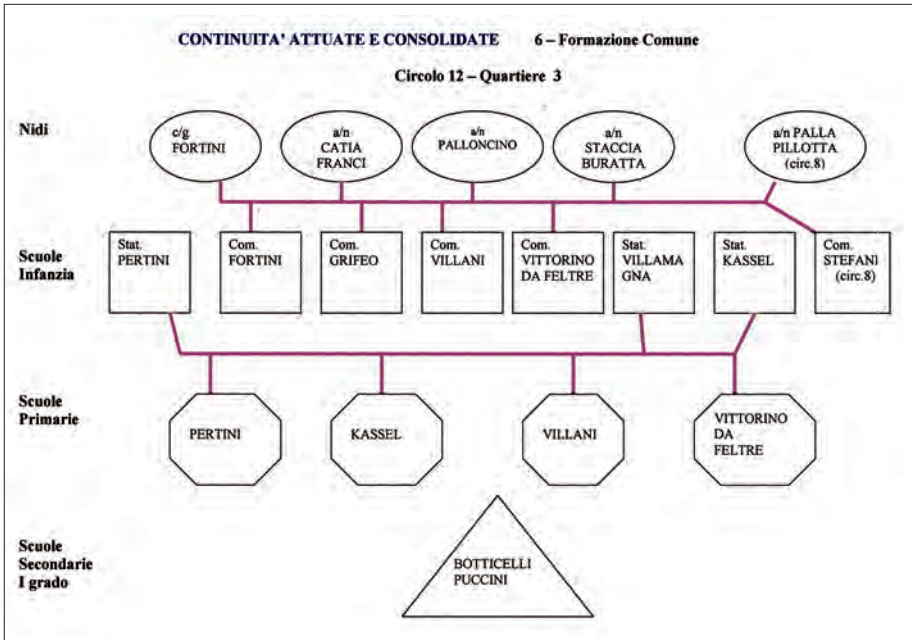 CONTINUITA' ATTUATE E CONSOLIDATE 6 – Formazione Comune
Circolo 12 – Quartiere 3
Nidi
c/g
FORTINI
a/n
CATIA
FRANCI
a/n
PALLONCINO
a/n
STACCIA
BURATTA
a/n PALLA
PILLOTTA
(circ.8)
Scuole
Infanzia
Stat.
PERTINI
Com.
FORTINI
Com.
GRIFEO
Com.
VILLANI
Com.
VITTORINO
DA FELTRE
Stat.
VILLAMA
GNA
Stat.
KASSEL
Com.
STEFANI
(circ.8)
Scuole
Primarie
PERTINI
KASSEL
VILLANI
VITTORINO
DA
FELTRE
Scuole
Secondarie
I grado
BOTTICELLI
PUCCINI